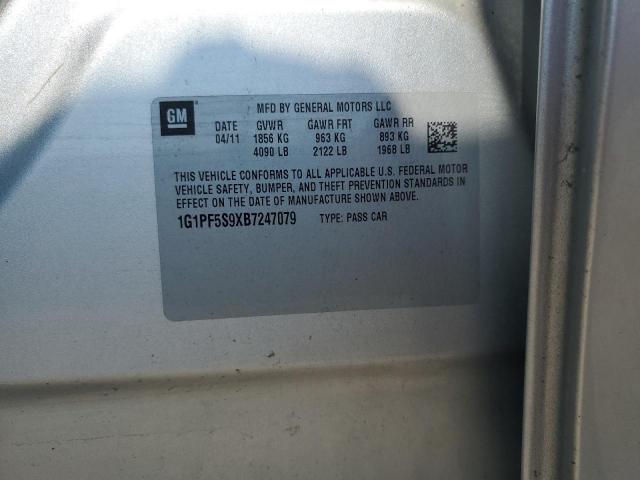 GM
MFD BY GENERAL MOTORS LLC
DATE GVWR GAWR FRT GAWR RR
04/11 1856 KG 963 KG 893 KG
4090 LB 2122 LB 1968 LB
THIS VEHICLE CONFORMS TO ALL APPLICABLE U.S. FEDERAL MOTOR
VEHICLE SAFETY, BUMPER, AND THEFT PREVENTION STANDARDS IN
EFFECT ON THE DATE OF MANUFACTURE SHOWN ABOVE.
1G1PF5S9XB7247079 TYPE: PASS CAR